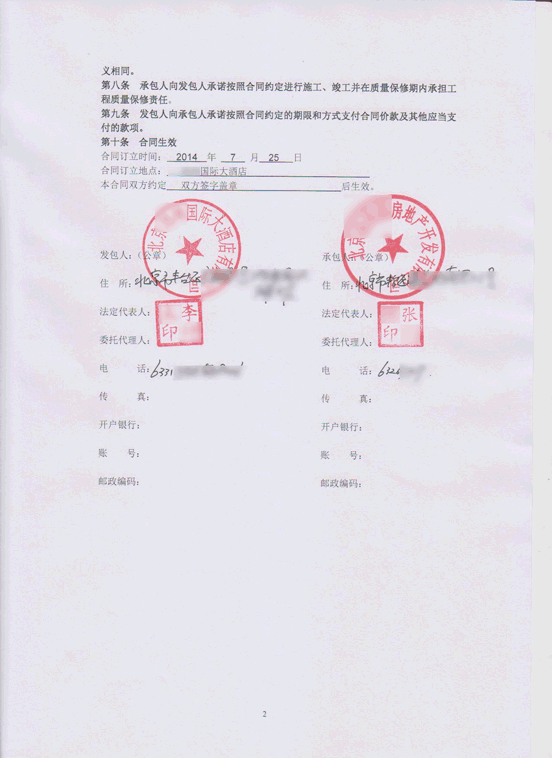 义相同。
第八条 承包人向发包人承诺按照合同约定进行施工、竣工并在质量保修期内承担工
程质量保修责任。
第九条 发包人向承包人承诺按照合同约定的期限和方式支付合同价款及其他应当支
付的款项。
第十条 合同生效
合同订立时间： 2014 年 7 月 25 日
合同订立地点： 国际大酒店
本合同双方约定 双方签字盖章 后生效。
北京 国际大酒店有
北京 房地产开发有
发包人：（公章）
承包人：（公章）
住 所：北京市丰台区
住 所：北京市
法定代表人：
李
印
法定代表人：
张
印
委托代理人：
委托代理人：
电 话：6331
电 话：6326
传 真：
传 真：
开户银行：
开户银行：
账 号：
账 号：
邮政编码：
邮政编码：
2